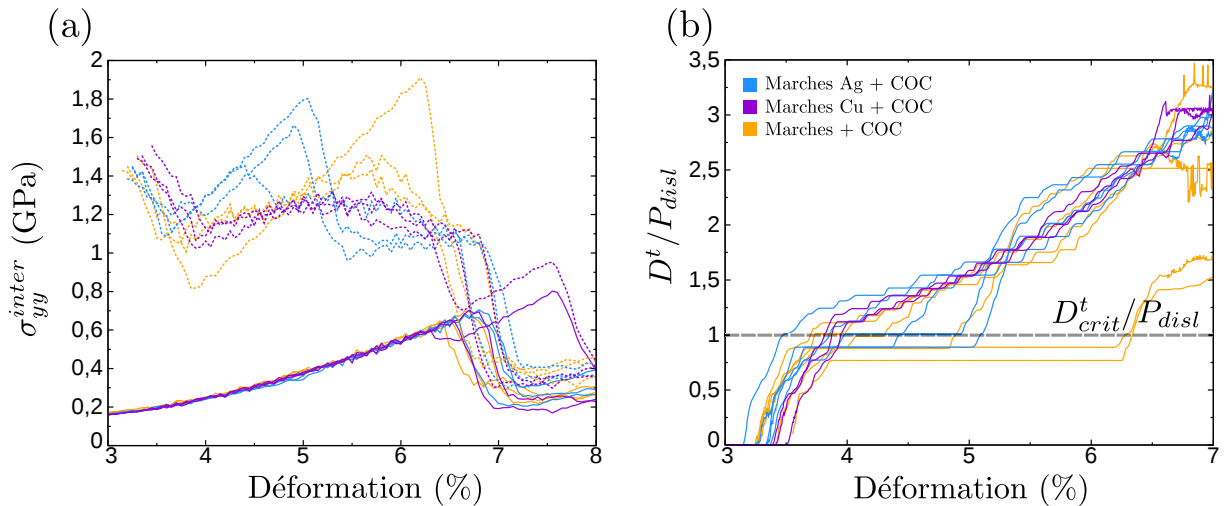 (a)
2
1.8
1.6
1.4
1.2
1
0.8
0.6
0,4
0,2
0
σ_yy^inter (GPa)
3 4 5 6 7 8
Déformation (%)
(b)
3,5
3.
2.5
2
1.5
1
0,5
0
D^t/P_disl
Marches Ag + COC
Marches Cu + COC
Marches + COC
D^t_crit/P_disl
3 4 5 6 7
Déformation (%)